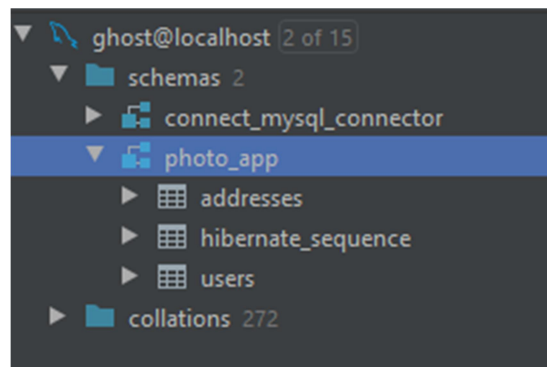 ghost@localhost 2 of 15
schemas 2
connect_mysql_connector
photo_app
addresses
hibernate_sequence
users
collations 272